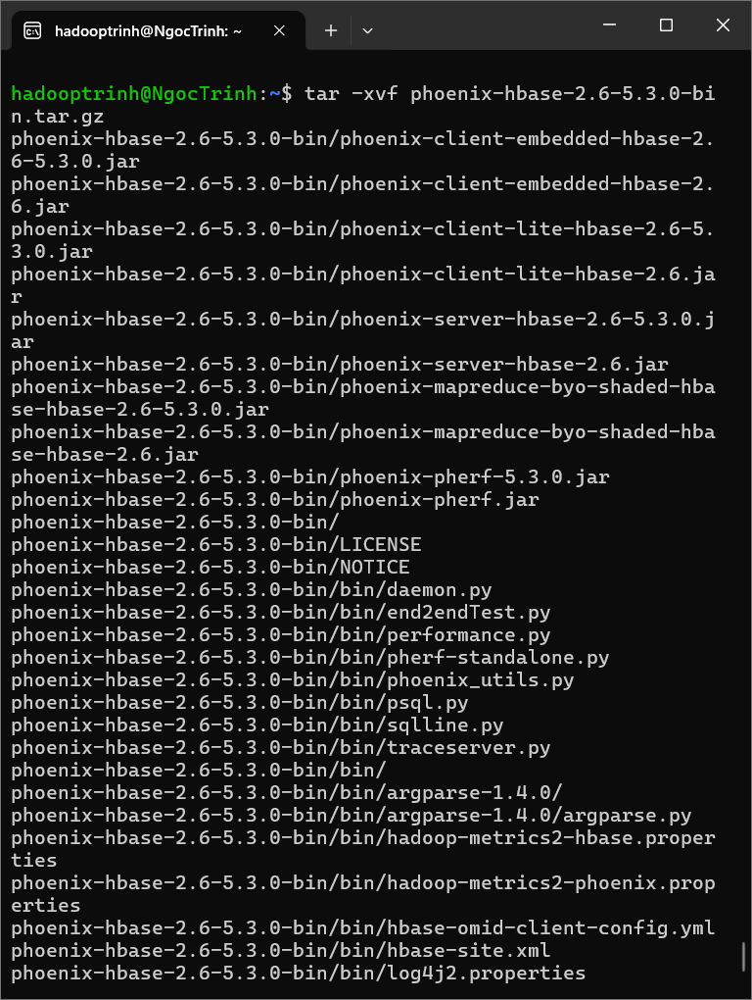 hadooptrinh@NgocTrinh: ~
hadooptrinh@NgocTrinh:~$ tar -xvf phoenix-hbase-2.6-5.3.0-bi
n.tar.gz
phoenix-hbase-2.6-5.3.0-bin/phoenix-client-embedded-hbase-2.
6-5.3.0.jar
phoenix-hbase-2.6-5.3.0-bin/phoenix-client-embedded-hbase-2.
6.jar
phoenix-hbase-2.6-5.3.0-bin/phoenix-client-lite-hbase-2.6-5.
3.0.jar
phoenix-hbase-2.6-5.3.0-bin/phoenix-client-lite-hbase-2.6.ja
r
phoenix-hbase-2.6-5.3.0-bin/phoenix-server-hbase-2.6-5.3.0.j
ar
phoenix-hbase-2.6-5.3.0-bin/phoenix-server-hbase-2.6.jar
phoenix-hbase-2.6-5.3.0-bin/phoenix-mapreduce-byo-shaded-hba
se-hbase-2.6-5.3.0.jar
phoenix-hbase-2.6-5.3.0-bin/phoenix-mapreduce-byo-shaded-hba
se-hbase-2.6.jar
phoenix-hbase-2.6-5.3.0-bin/phoenix-pherf-5.3.0.jar
phoenix-hbase-2.6-5.3.0-bin/phoenix-pherf.jar
phoenix-hbase-2.6-5.3.0-bin/
phoenix-hbase-2.6-5.3.0-bin/LICENSE
phoenix-hbase-2.6-5.3.0-bin/NOTICE
phoenix-hbase-2.6-5.3.0-bin/bin/daemon.py
phoenix-hbase-2.6-5.3.0-bin/bin/end2endTest.py
phoenix-hbase-2.6-5.3.0-bin/bin/performance.py
phoenix-hbase-2.6-5.3.0-bin/bin/pherf-standalone.py
phoenix-hbase-2.6-5.3.0-bin/bin/phoenix_utils.py
phoenix-hbase-2.6-5.3.0-bin/bin/psql.py
phoenix-hbase-2.6-5.3.0-bin/bin/sqlline.py
phoenix-hbase-2.6-5.3.0-bin/bin/traceserver.py
phoenix-hbase-2.6-5.3.0-bin/bin/
phoenix-hbase-2.6-5.3.0-bin/bin/argparse-1.4.0/
phoenix-hbase-2.6-5.3.0-bin/bin/argparse-1.4.0/argparse.py
phoenix-hbase-2.6-5.3.0-bin/bin/hadoop-metrics2-hbase.proper
ties
phoenix-hbase-2.6-5.3.0-bin/bin/hadoop-metrics2-phoenix.prop
erties
phoenix-hbase-2.6-5.3.0-bin/bin/hbase-omid-client-config.yml
phoenix-hbase-2.6-5.3.0-bin/bin/hbase-site.xml
phoenix-hbase-2.6-5.3.0-bin/bin/log4j2.properties